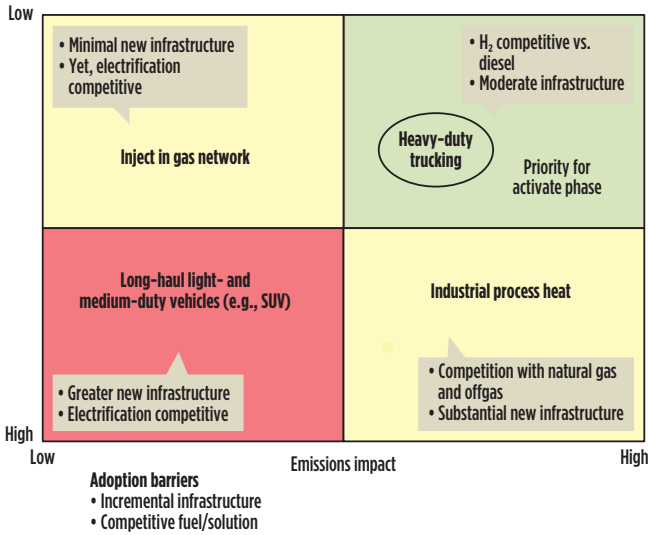 Low
• Minimal new infrastructure
• Yet, electrification
competitive
Inject in gas network
• H₂ competitive vs.
diesel
• Moderate infrastructure
Heavy-duty
trucking
Priority for
activate phase
Long-haul light- and
medium-duty vehicles (e.g., SUV)
• Greater new infrastructure
• Electrification competitive
Industrial process heat
• Competition with natural gas
and offgas
• Substantial new infrastructure
High
Low
Emissions impact
High
Adoption barriers
• Incremental infrastructure
• Competitive fuel/solution